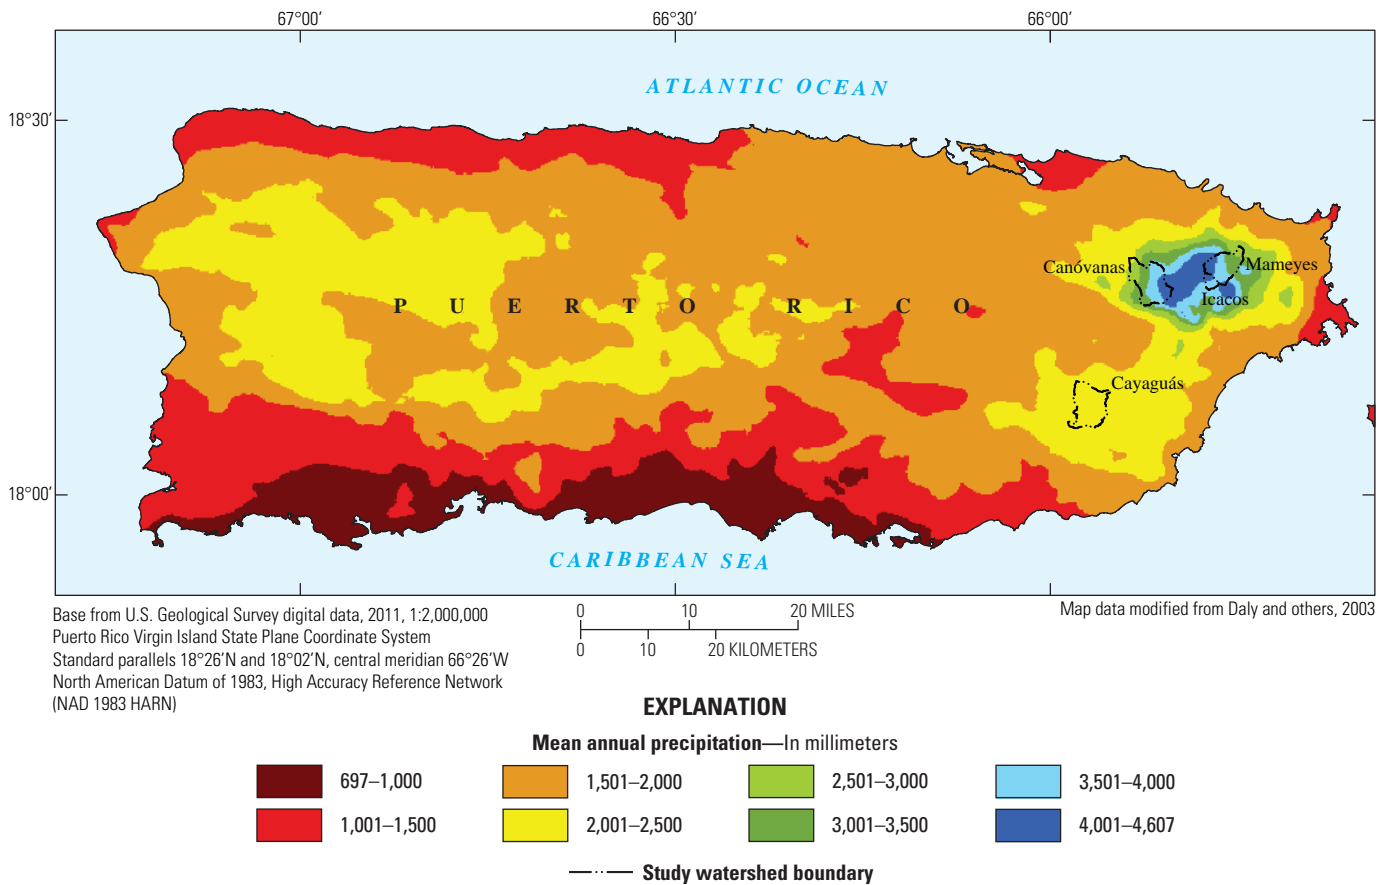 67°00′ 66°30′ 66°00′
ATLANTIC OCEAN
18°30′
Canóvanas
Mameyes
Icacos
PUERTO RICO
Cayaguás
18°00′
CARIBBEAN SEA
Base from U.S. Geological Survey digital data, 2011, 1:2,000,000
Puerto Rico Virgin Island State Plane Coordinate System
Standard parallels 18°26′N and 18°02′N, central meridian 66°26′W
North American Datum of 1983, High Accuracy Reference Network
(NAD 1983 HARN)
0 10 20 MILES
0 10 20 KILOMETERS
Map data modified from Daly and others, 2003
EXPLANATION
Mean annual precipitation—In millimeters
697–1,000 1,501–2,000 2,501–3,000 3,501–4,000
1,001–1,500 2,001–2,500 3,001–3,500 4,001–4,607
Study watershed boundary